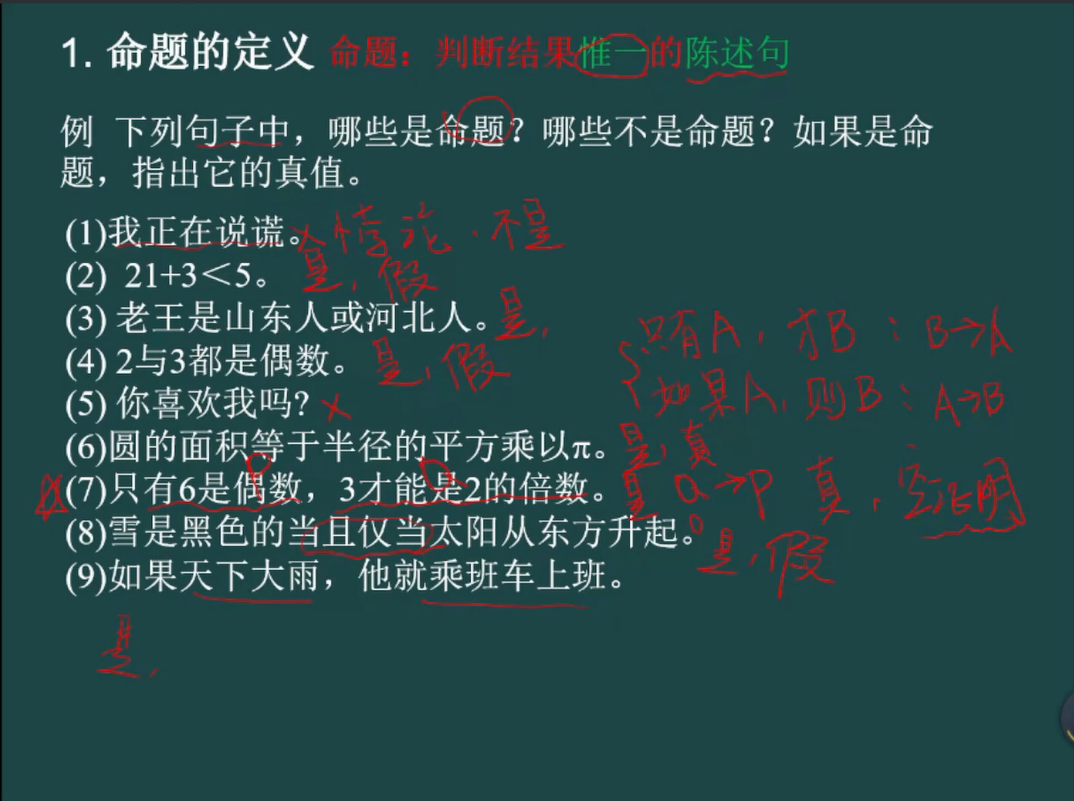 1. 命题的定义 命题：判断结果惟一的陈述句
例 下列句子中，哪些是命题？哪些不是命题？如果是命
题，指出它的真值。
(1)我正在说谎。× 悖论．不是
(2) 21+3＜5。 是，假
(3) 老王是山东人或河北人。是，
只有A，才B：B→A
(4) 2与3都是偶数。 是，假
如果A，则B：A→B
(5) 你喜欢我吗? ×
(6)圆的面积等于半径的平方乘以π。是，真
P Q
(7)只有6是偶数，3才能是2的倍数。是 Q→P 真，空证明
0
(8)雪是黑色的当且仅当太阳从东方升起。是，假
(9)如果天下大雨，他就乘班车上班。
是，